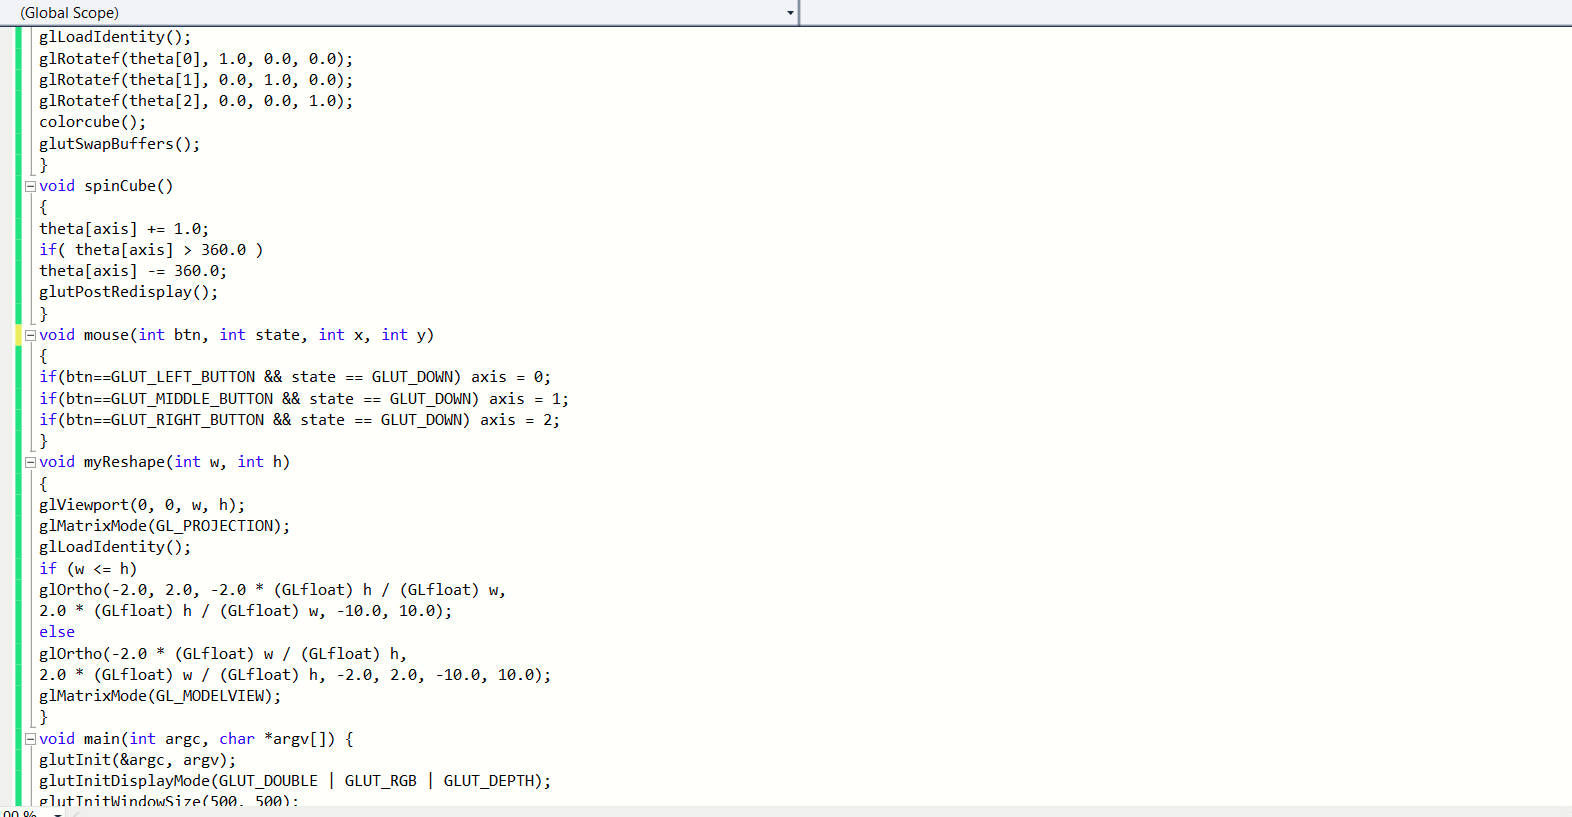 (Global Scope)
glLoadIdentity();
glRotatef(theta[0], 1.0, 0.0, 0.0);
glRotatef(theta[1], 0.0, 1.0, 0.0);
glRotatef(theta[2], 0.0, 0.0, 1.0);
colorcube();
glutSwapBuffers();
}
void spinCube()
{
theta[axis] += 1.0;
if( theta[axis] > 360.0 )
theta[axis] -= 360.0;
glutPostRedisplay();
}
void mouse(int btn, int state, int x, int y)
{
if(btn==GLUT_LEFT_BUTTON && state == GLUT_DOWN) axis = 0;
if(btn==GLUT_MIDDLE_BUTTON && state == GLUT_DOWN) axis = 1;
if(btn==GLUT_RIGHT_BUTTON && state == GLUT_DOWN) axis = 2;
}
void myReshape(int w, int h)
{
glViewport(0, 0, w, h);
glMatrixMode(GL_PROJECTION);
glLoadIdentity();
if (w <= h)
glOrtho(-2.0, 2.0, -2.0 * (GLfloat) h / (GLfloat) w,
2.0 * (GLfloat) h / (GLfloat) w, -10.0, 10.0);
else
glOrtho(-2.0 * (GLfloat) w / (GLfloat) h,
2.0 * (GLfloat) w / (GLfloat) h, -2.0, 2.0, -10.0, 10.0);
glMatrixMode(GL_MODELVIEW);
}
void main(int argc, char *argv[]) {
glutInit(&argc, argv);
glutInitDisplayMode(GLUT_DOUBLE | GLUT_RGB | GLUT_DEPTH);
glutInitWindowSize(500, 500);
00 %